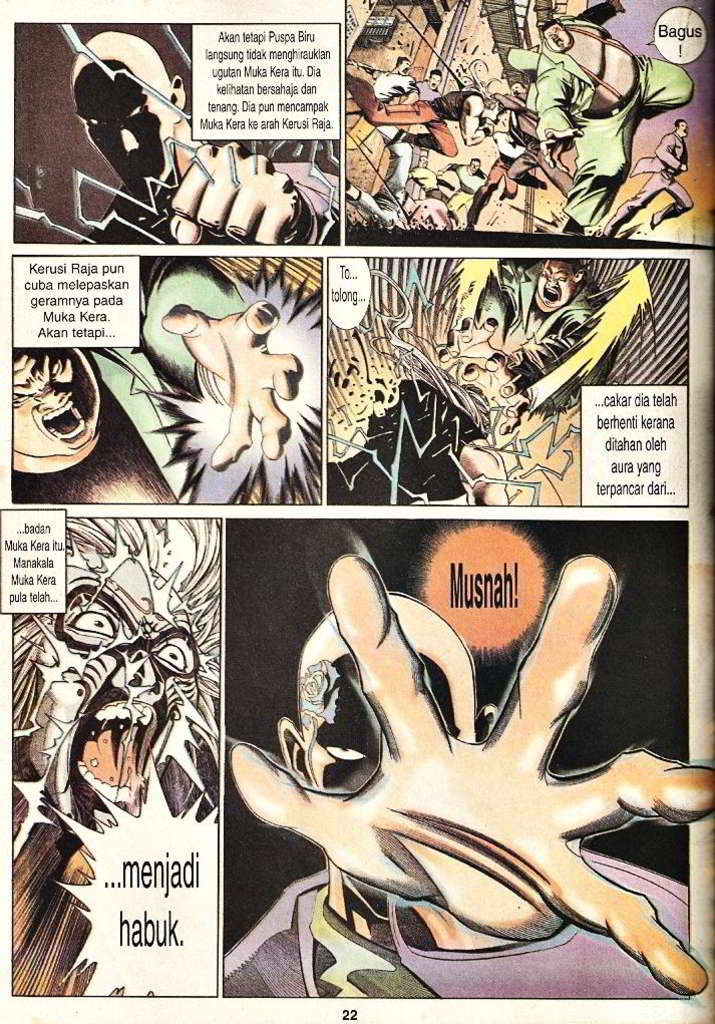 Akan tetapi Puspa Biru
langsung tidak menghirauklan
ugutan Muka Kera itu. Dia
kelihatan bersahaja dan
tenang. Dia pun mencampak
Muka Kera ke arah Kerusi Raja.
Bagus
!
Kerusi Raja pun
cuba melepaskan
geramnya pada
Muka Kera.
Akan tetapi...
To...
tolong...
...cakar dia telah
berhenti kerana
ditahan oleh
aura yang
terpancar dari...
...badan
Muka Kera itu.
Manakala
Muka Kera
pula telah...
...menjadi
habuk.
Musnah!
22